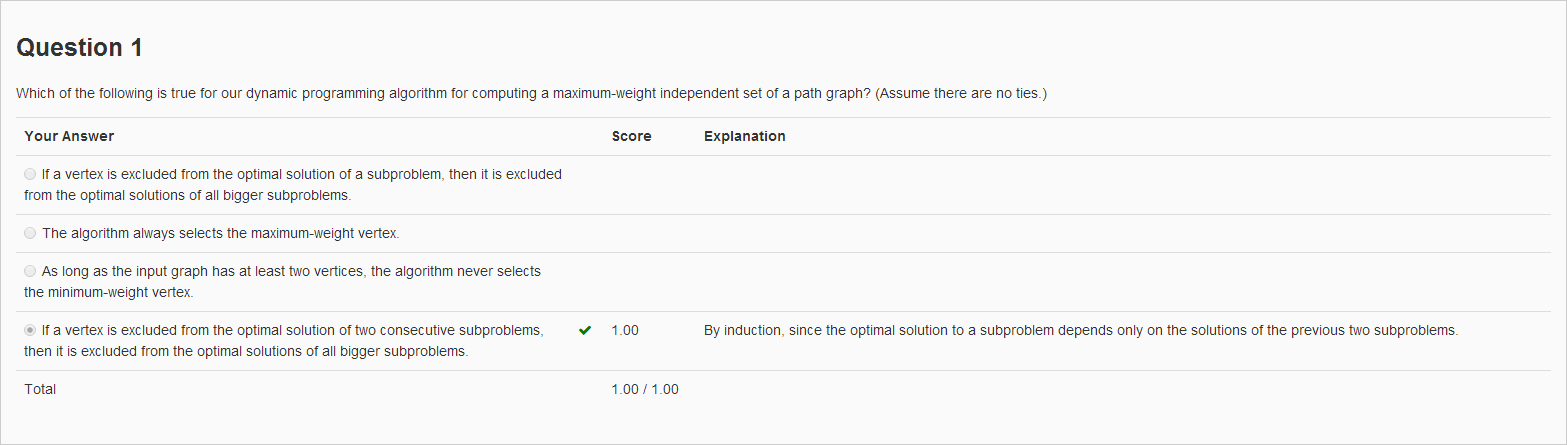 Question 1
Which of the following is true for our dynamic programming algorithm for computing a maximum-weight independent set of a path graph? (Assume there are no ties.)
Your Answer Score Explanation
If a vertex is excluded from the optimal solution of a subproblem, then it is excluded
from the optimal solutions of all bigger subproblems.
The algorithm always selects the maximum-weight vertex.
As long as the input graph has at least two vertices, the algorithm never selects
the minimum-weight vertex.
If a vertex is excluded from the optimal solution of two consecutive subproblems, 1.00 By induction, since the optimal solution to a subproblem depends only on the solutions of the previous two subproblems.
then it is excluded from the optimal solutions of all bigger subproblems.
Total 1.00 / 1.00